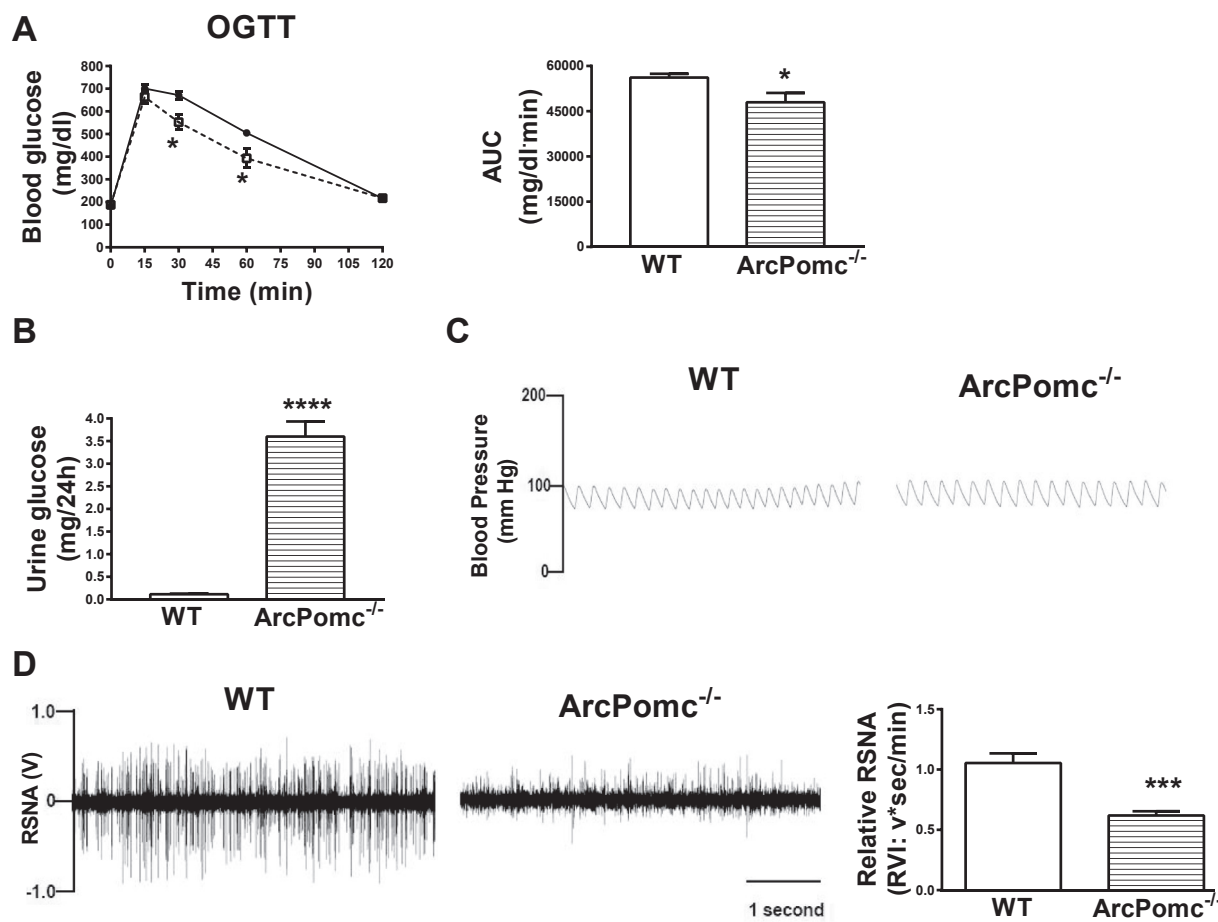 A
OGTT
Blood glucose
(mg/dl)
800
700
600
500
400
300
200
100
0
*
*
0 15 30 45 60 75 90 105 120
Time (min)
AUC
(mg/dl·min)
60000
45000
30000
15000
0
*
WT ArcPomc-/-
B
Urine glucose
(mg/24h)
4.0
3.5
3.0
2.5
2.0
1.5
1.0
0.5
0.0
****
WT ArcPomc-/-
C
WT ArcPomc-/-
Blood Pressure
(mm Hg)
200
100
0
D
WT ArcPomc-/-
RSNA (V)
1.0
0
-1.0
1 second
Relative RSNA
(RVI: v*sec/min)
1.5
1.0
0.5
0.0
***
WT ArcPomc-/-